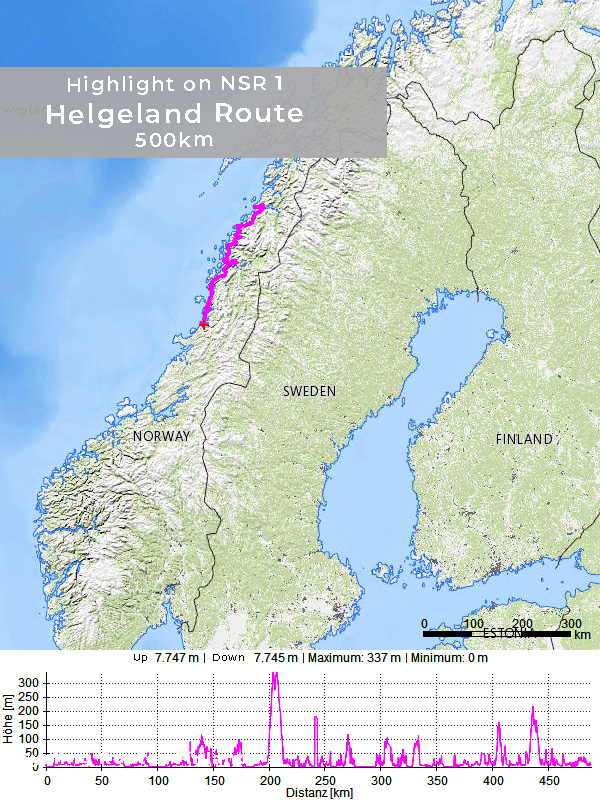 Highlight on NSR 1
Helgeland Route
500km
SWEDEN
NORWAY
FINLAND
0 100 200 300
km
ESTONIA
Up 7.747 m | Down 7.745 m | Maximum: 337 m | Minimum: 0 m
Höhe [m]
300
250
200
150
100
50
0
0 50 100 150 200 250 300 350 400 450
Distanz [km]